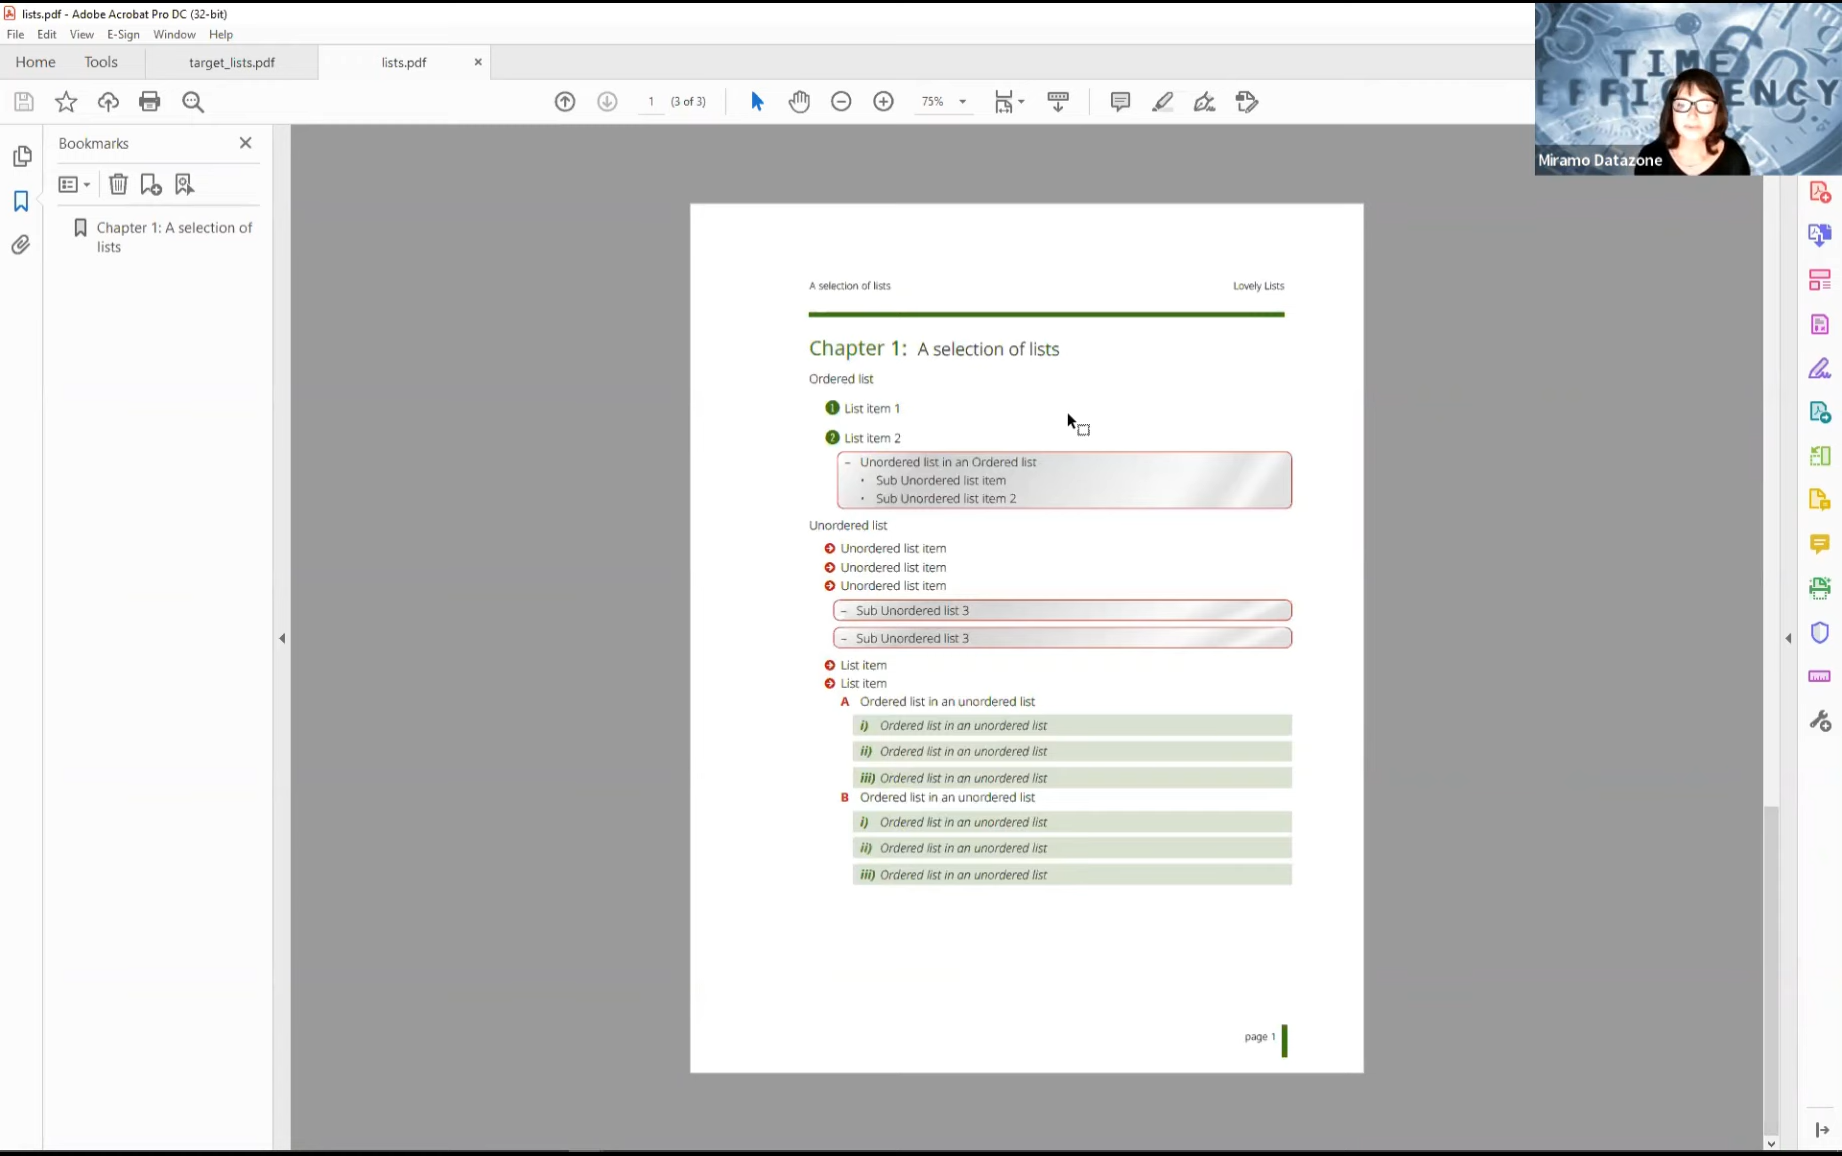 lists.pdf - Adobe Acrobat Pro DC (32-bit)
File Edit View E-Sign Window Help
Home Tools target_lists.pdf lists.pdf
1 (3 of 3) 75%
TIME
EFFICIENCY
Miramo Datazone
Bookmarks
Chapter 1: A selection of
lists
A selection of lists Lovely Lists
Chapter 1: A selection of lists
Ordered list
1 List item 1
2 List item 2
– Unordered list in an Ordered list
• Sub Unordered list item
• Sub Unordered list item 2
Unordered list
Unordered list item
Unordered list item
Unordered list item
– Sub Unordered list 3
– Sub Unordered list 3
List item
List item
A Ordered list in an unordered list
i) Ordered list in an unordered list
ii) Ordered list in an unordered list
iii) Ordered list in an unordered list
B Ordered list in an unordered list
i) Ordered list in an unordered list
ii) Ordered list in an unordered list
iii) Ordered list in an unordered list
page 1